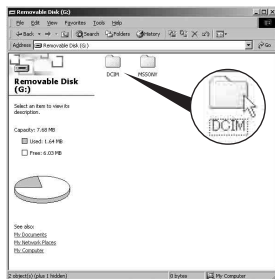 Removable Disk (G:)
File Edit View Favorites Tools Help
Back Search Folders History
Address Removable Disk (G:) Go
Removable Disk (G:)
Select an item to view its description.
Capacity: 7.68 MB
Used: 1.64 MB
Free: 6.03 MB
See also:
My Documents
My Network Places
My Computer
DCIM MSSONY
DCIM
2 object(s) (plus 1 hidden) 0 bytes My Computer